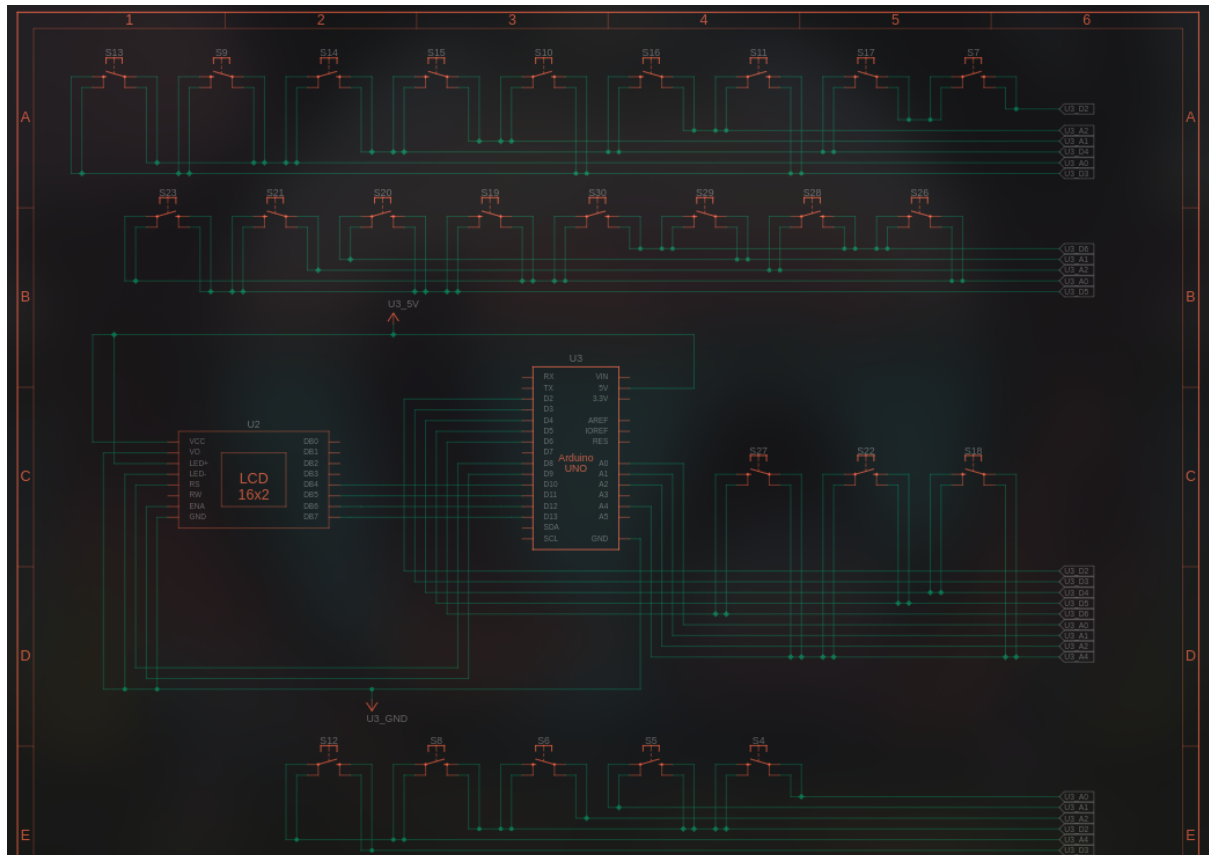 1 2 3 4 5 6
S13 S9 S14 S15 S10 S16 S11 S17 S7
U3_D2
A A
U3_A2
U3_A1
U3_D4
U3_A0
U3_D3
S23 S21 S20 S19 S30 S29 S28 S26
U3_D6
U3_A1
U3_A2
U3_A0
U3_D5
B B
U3_5V
U3
RX VIN
TX 5V
D2 3.3V
D3
D4 AREF
D5 IOREF
D6 RES
D7
D8 A0
D9 A1
D10 A2
D11 A3
D12 A4
D13 A5
SDA
SCL GND
Arduino
UNO
U2
VCC DB0
VO DB1
LED+ DB2
LED- DB3
RS DB4
RW DB5
ENA DB6
GND DB7
LCD
16x2
S27 S22 S18
C C
U3_D2
U3_D3
U3_D4
U3_D5
U3_D6
U3_A0
U3_A1
U3_A2
U3_A4
D D
U3_GND
S12 S8 S6 S5 S4
U3_A0
U3_A1
U3_A2
U3_D2
U3_A4
U3_D3
E E